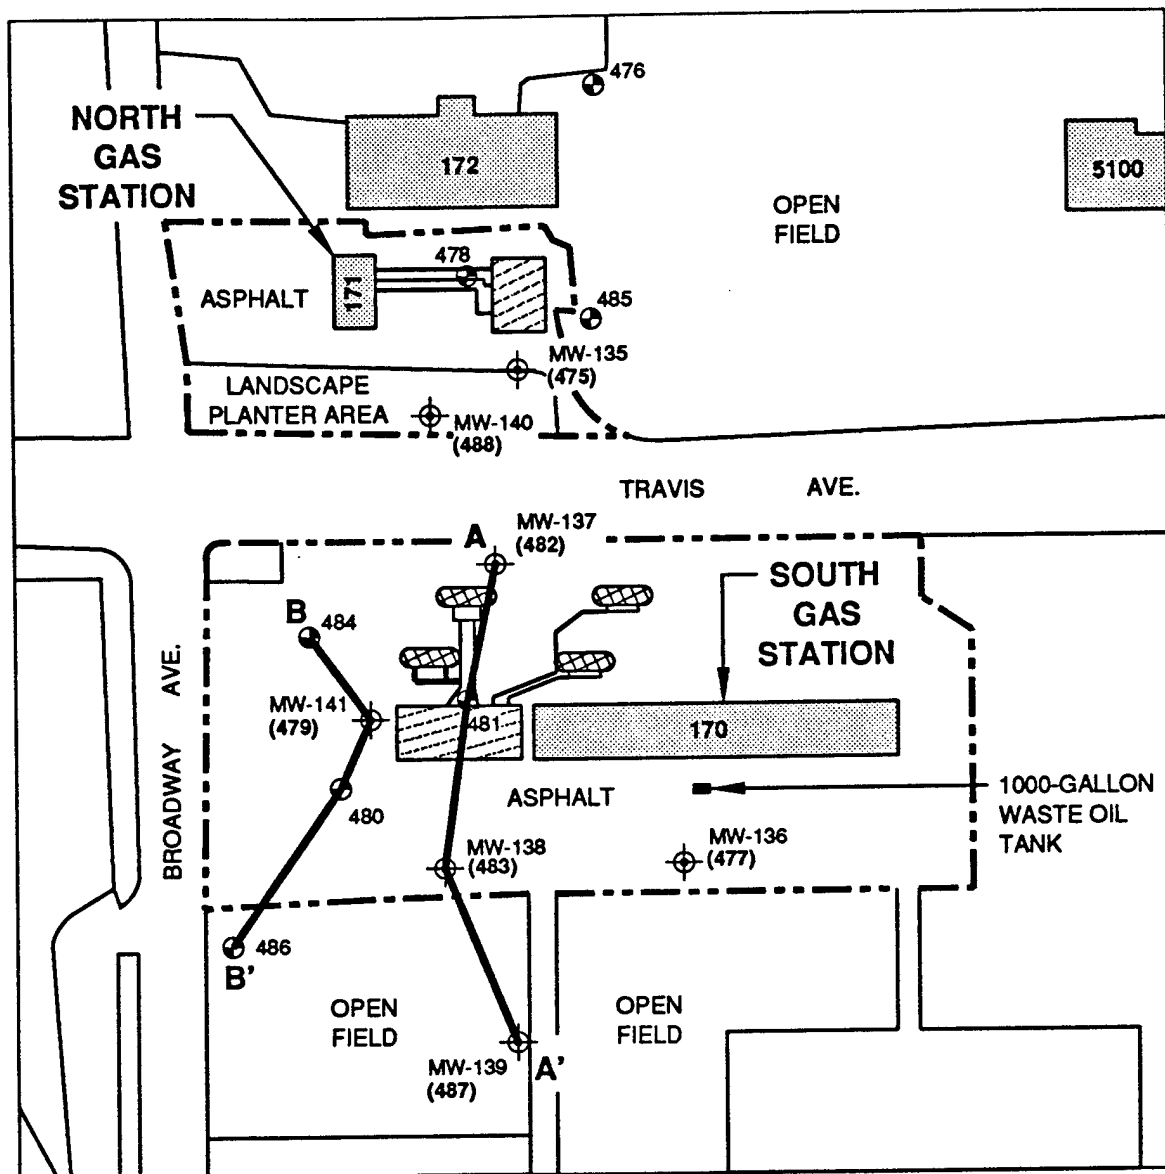 476
NORTH
GAS
STATION
172
5100
OPEN
FIELD
478
171
ASPHALT
485
MW-135
(475)
LANDSCAPE
PLANTER AREA
MW-140
(488)
TRAVIS AVE.
A
MW-137
(482)
SOUTH
GAS
STATION
B
484
BROADWAY AVE.
MW-141
(479)
481
170
480
ASPHALT
1000-GALLON
WASTE OIL
TANK
MW-138
(483)
MW-136
(477)
486
B'
OPEN
FIELD
OPEN
FIELD
MW-139
(487)
A'